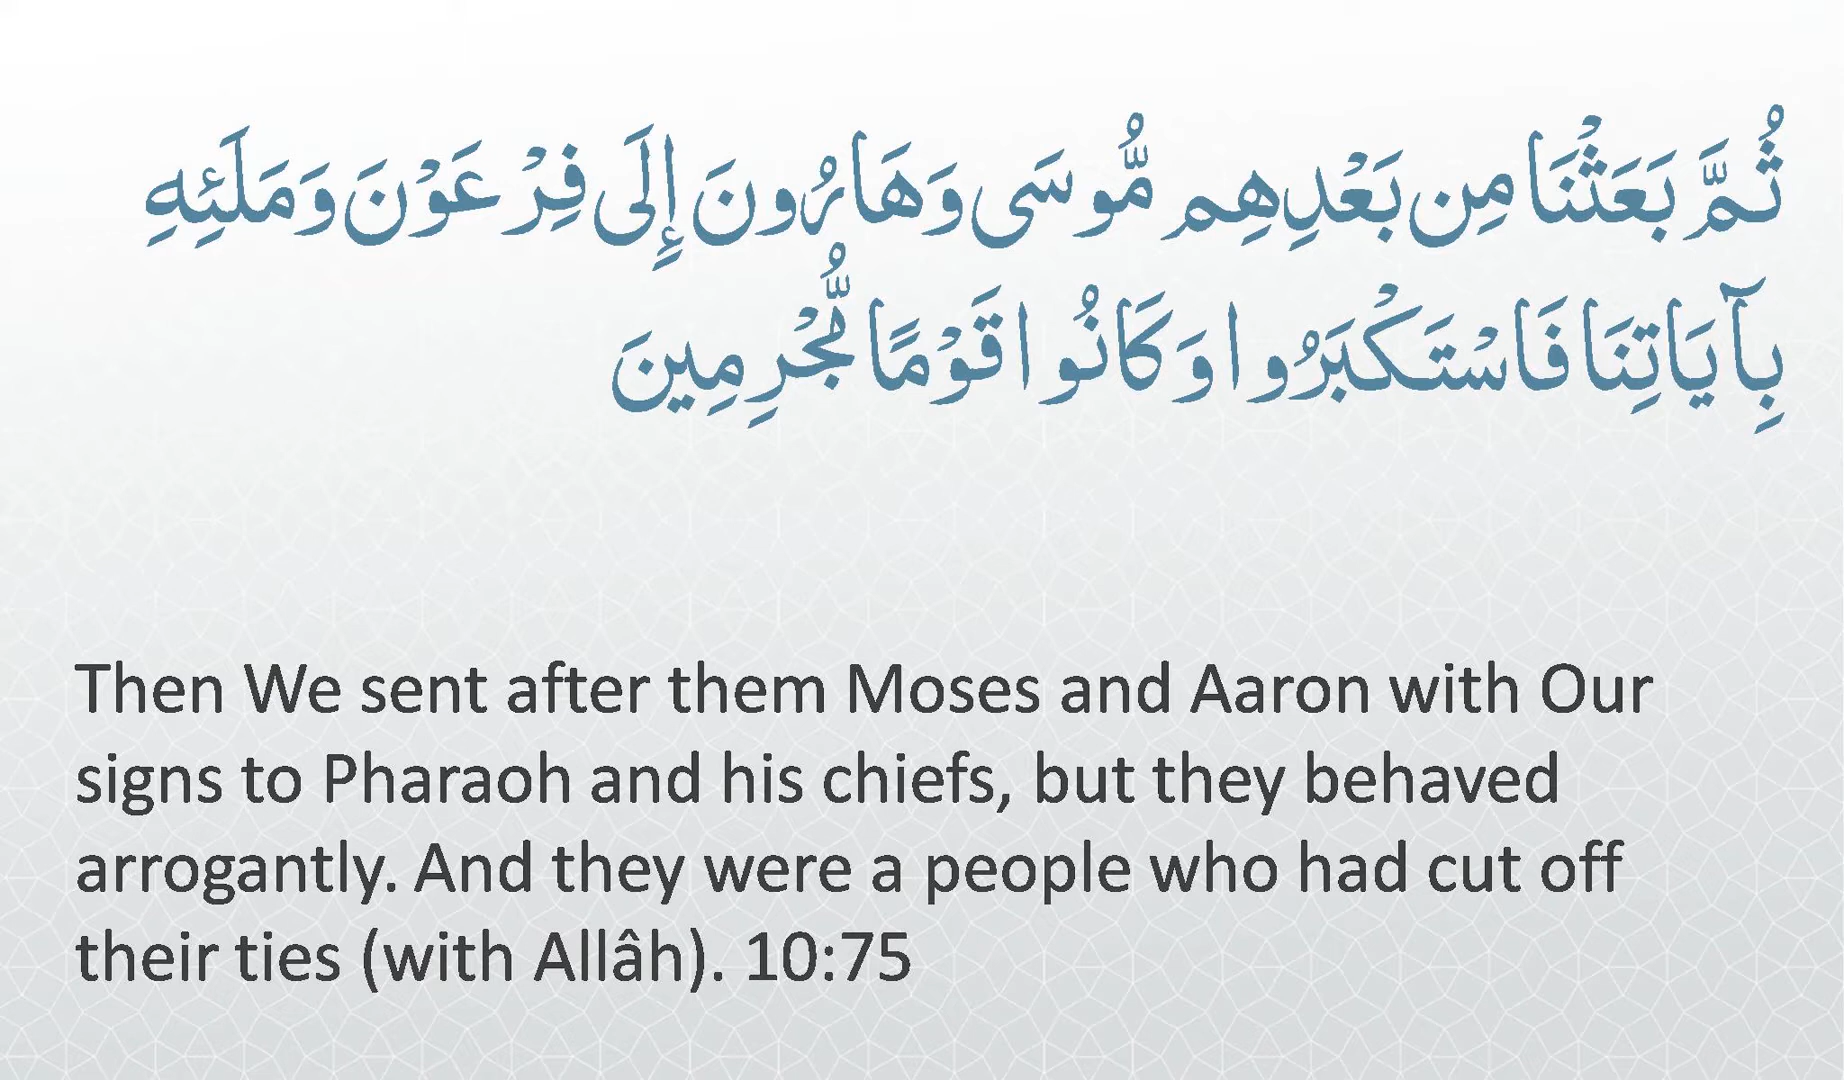 ثُمَّ بَعَثْنَا مِن بَعْدِهِم مُّوسَى وَهَارُونَ إِلَى فِرْعَوْنَ وَمَلَئِهِ
بِآيَاتِنَا فَاسْتَكْبَرُوا وَكَانُوا قَوْمًا مُّجْرِمِينَ
Then We sent after them Moses and Aaron with Our
signs to Pharaoh and his chiefs, but they behaved
arrogantly. And they were a people who had cut off
their ties (with Allâh). 10:75